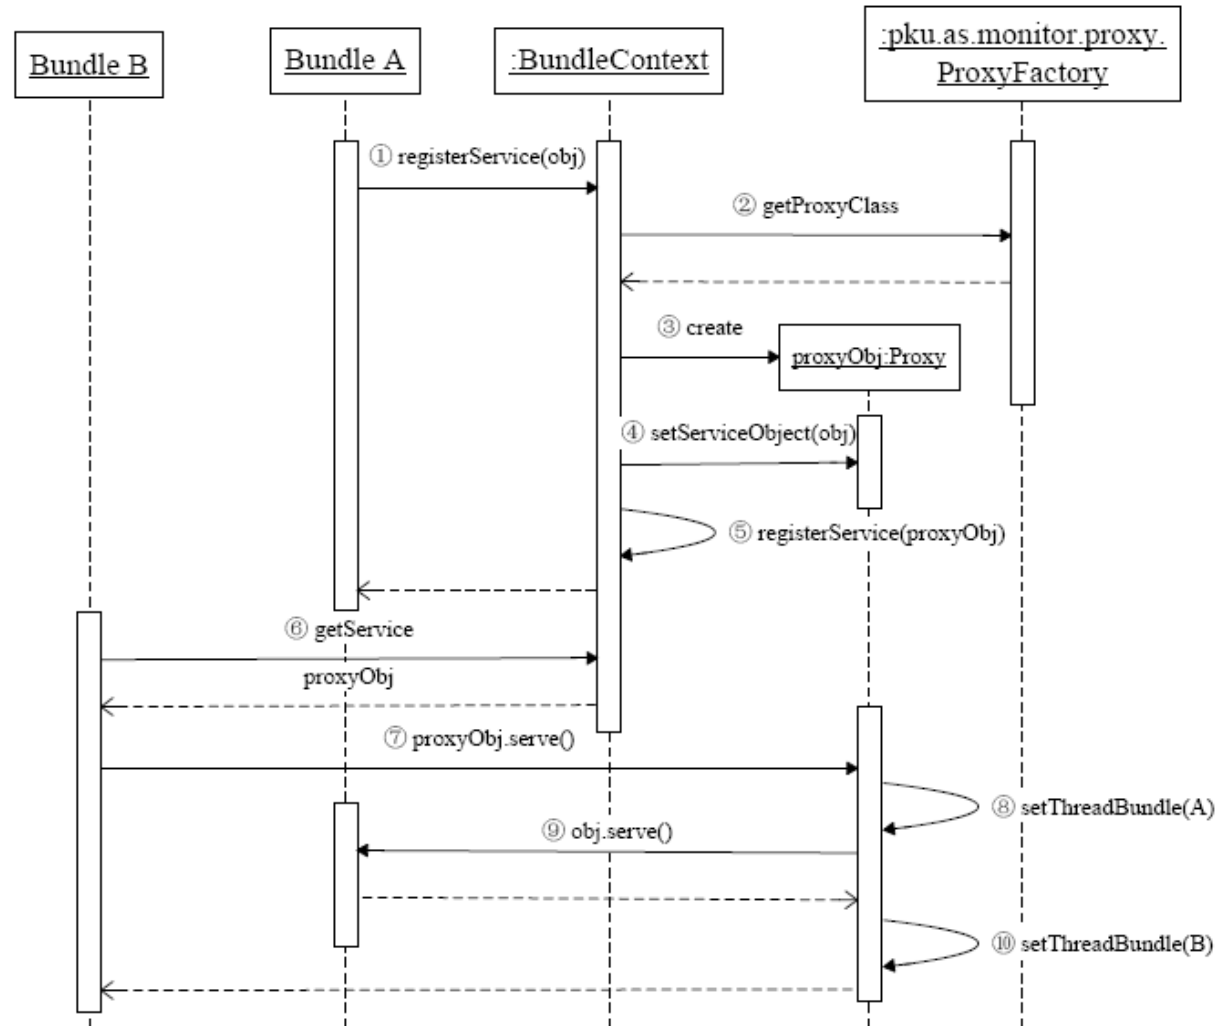 Bundle B
Bundle A
:BundleContext
:pku.as.monitor.proxy.
ProxyFactory
① registerService(obj)
② getProxyClass
③ create
proxyObj:Proxy
④ setServiceObject(obj)
⑤ registerService(proxyObj)
⑥ getService
proxyObj
⑦ proxyObj.serve()
⑧ setThreadBundle(A)
⑨ obj.serve()
⑩ setThreadBundle(B)